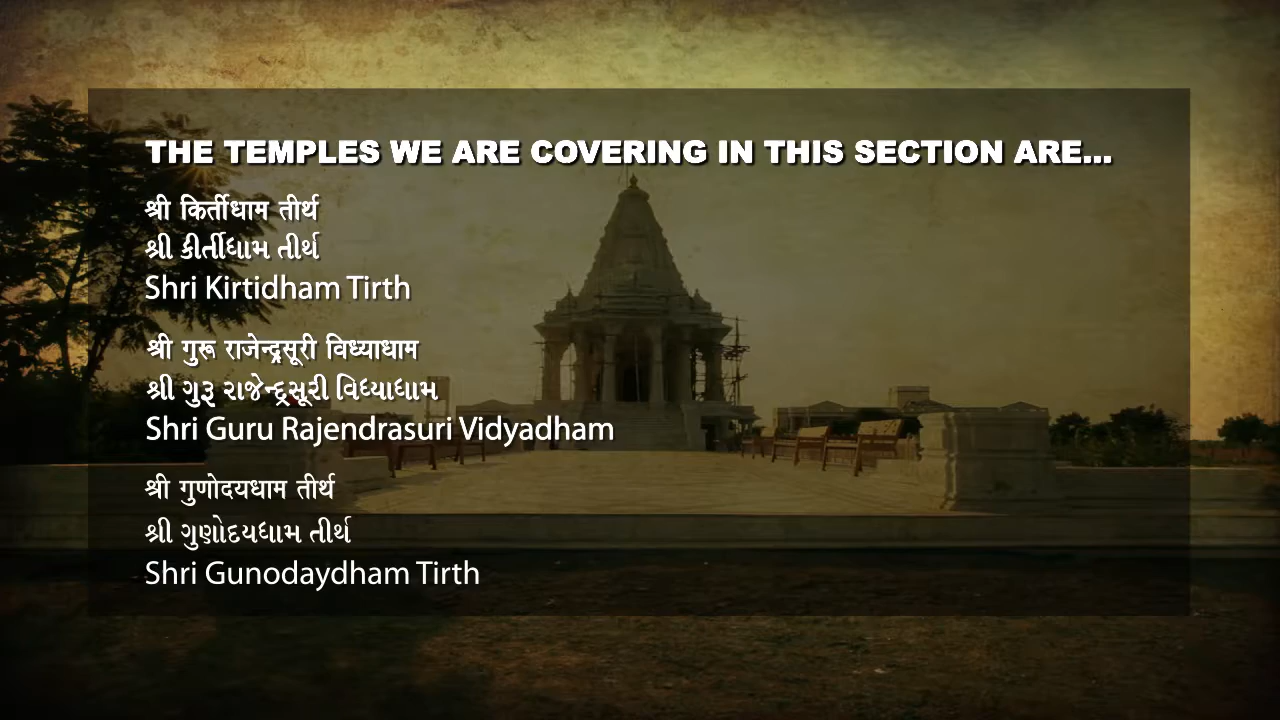 THE TEMPLES WE ARE COVERING IN THIS SECTION ARE...
श्री किर्तीधाम तीर्थ
શ્રી કીર્તીધામ તીર્થ
Shri Kirtidham Tirth
श्री गुरू राजेन्द्रसूरी विध्याधाम
શ્રી ગુરૂ રાજેન્દ્રસૂરી વિધ્યાધામ
Shri Guru Rajendrasuri Vidyadham
श्री गुणोदयधाम तीर्थ
શ્રી ગુણોદયધામ તીર્થ
Shri Gunodaydham Tirth